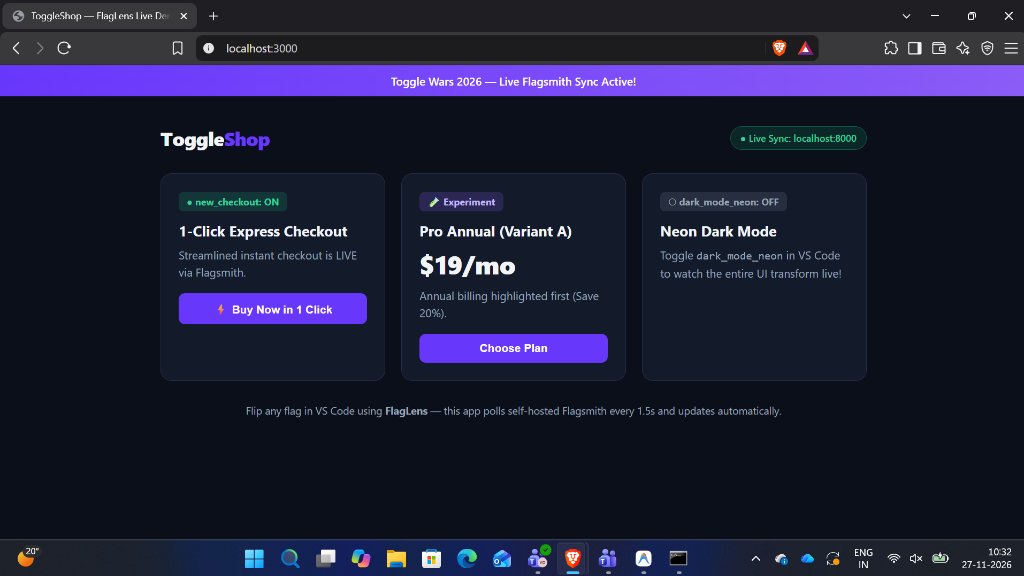 ToggleShop — FlagLens Live De
localhost:3000
Toggle Wars 2026 — Live Flagsmith Sync Active!
ToggleShop
● Live Sync: localhost:8000
● new_checkout: ON
1-Click Express Checkout
Streamlined instant checkout is LIVE
via Flagsmith.
⚡ Buy Now in 1 Click
🧪 Experiment
Pro Annual (Variant A)
$19/mo
Annual billing highlighted first (Save
20%).
Choose Plan
○ dark_mode_neon: OFF
Neon Dark Mode
Toggle dark_mode_neon in VS Code
to watch the entire UI transform live!
Flip any flag in VS Code using FlagLens — this app polls self-hosted Flagsmith every 1.5s and updates automatically.
20°
ENG
IN
10:32
27-11-2026